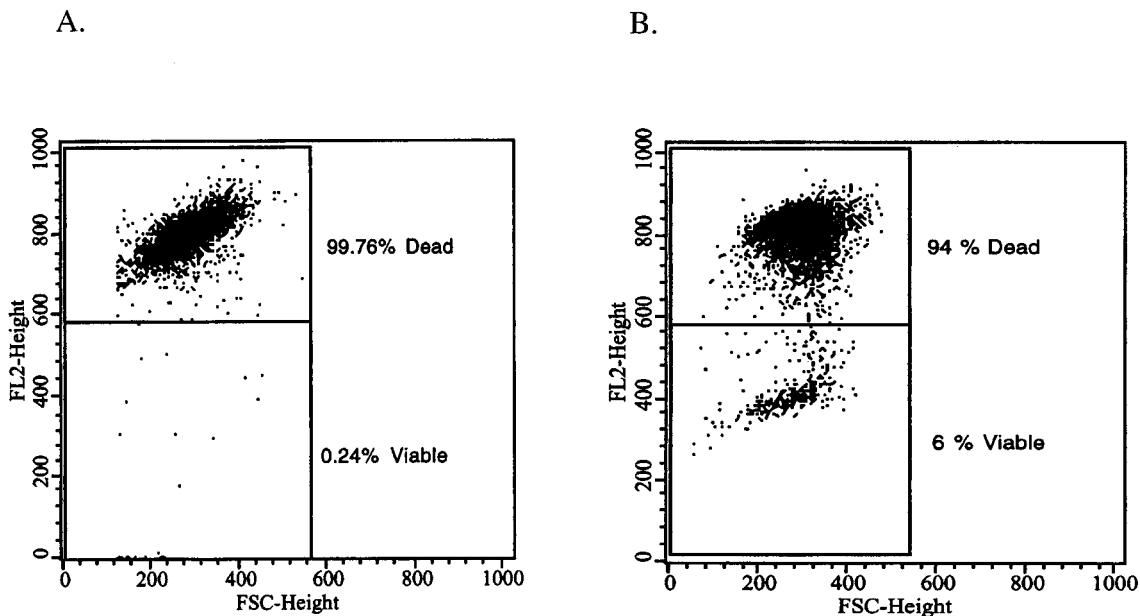 A.
1000
800
600
400
200
0
FL2-Height
99.76% Dead
0.24% Viable
0 200 400 600 800 1000
FSC-Height
B.
1000
800
600
400
200
0
FL2-Height
94 % Dead
6 % Viable
0 200 400 600 800 1000
FSC-Height